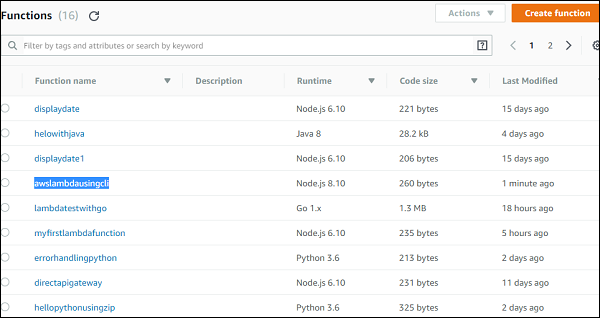 Functions (16) Actions Create function
Filter by tags and attributes or search by keyword ? 1 2
Function name Description Runtime Code size Last Modified
displaydate Node.js 6.10 221 bytes 15 days ago
helowithjava Java 8 28.2 kB 4 days ago
displaydate1 Node.js 6.10 206 bytes 15 days ago
awslambdausingcli Node.js 8.10 260 bytes 1 minute ago
lambdatestwithgo Go 1.x 1.3 MB 18 hours ago
myfirstlambdafunction Node.js 6.10 235 bytes 5 hours ago
errorhandlingpython Python 3.6 213 bytes 2 days ago
directapigateway Node.js 6.10 231 bytes 11 days ago
hellopythonusingzip Python 3.6 325 bytes 2 days ago